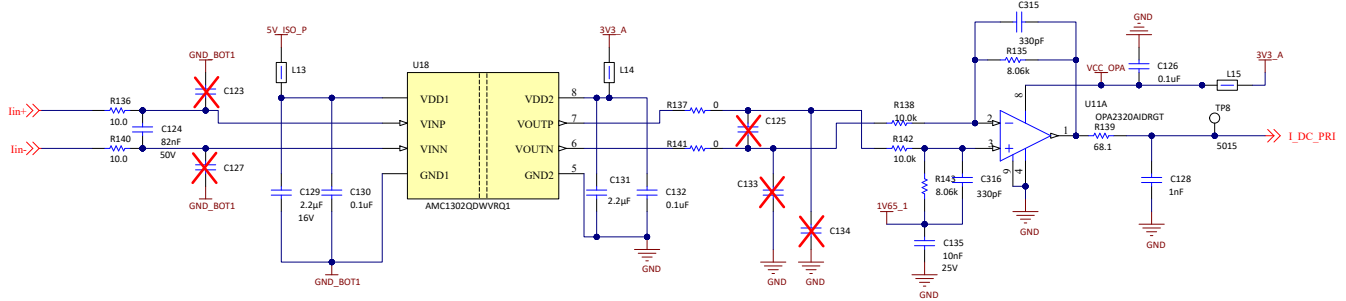 C315
GND
5V_ISO_P
3V3_A
330pF
3V3_A
R135
GND_BOT1
U18
VCC_OPA
C126
L13
L14
8.06k
0.1uF
L15
C123
8
R136
VDD1
VDD2
8
R137
0
R138
U11A
TP8
Iin+
OPA2320AIDRGT
10.0
C124
VINP
VOUTP
7
C125
10.0k
2
1
R139
R140
82nF
R142
I_DC_PRI
Iin-
10.0
50V
VINN
VOUTN
6
R141
0
10.0k
3
68.1
5015
C127
GND1
GND2
5
C133
R143
C316
9
4
C128
C129
C130
C131
C132
8.06k
330pF
1nF
GND_BOT1
2.2µF
0.1uF
AMC1302QDWVRQ1
2.2µF
0.1uF
1V65_1
16V
C134
GND
C135
GND
10nF
GND
GND
GND
25V
GND_BOT1
GND